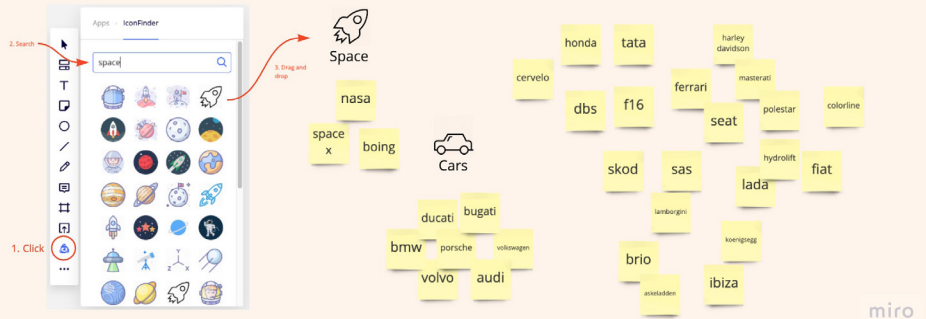 Apps › IconFinder
2. Search
space
3. Drag and
drop
1. Click
Z
Y
X
Space
nasa
space
x
boing
Cars
ducati
bugati
bmw
porsche
volkswagen
volvo
audi
honda
tata
harley
davidson
cervelo
ferrari
masterati
dbs
f16
seat
polestar
colorline
skod
sas
hydrolift
fiat
lada
lamborgini
koenigsegg
brio
askeladden
ibiza
miro